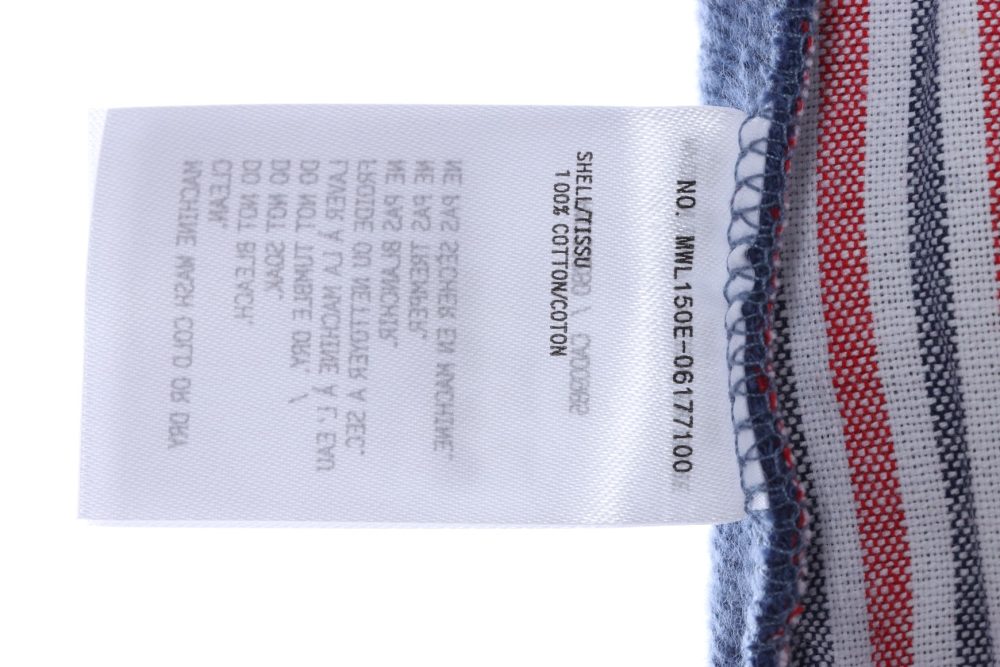 NO. MWL150E-06177100
SHELL/TISSU
100% COTTON/COTON
NE PAS SECHER EN MACHINE
NE PAS TREMPER
NE PAS BLANCHIR
FROIDE OU NETTOYER A SEC
LAVER A LA MACHINE A L'EAU
DO NOT TUMBLE DRY /
DO NOT SOAK
DO NOT BLEACH
CLEAN
MACHINE WASH COLD OR DRY